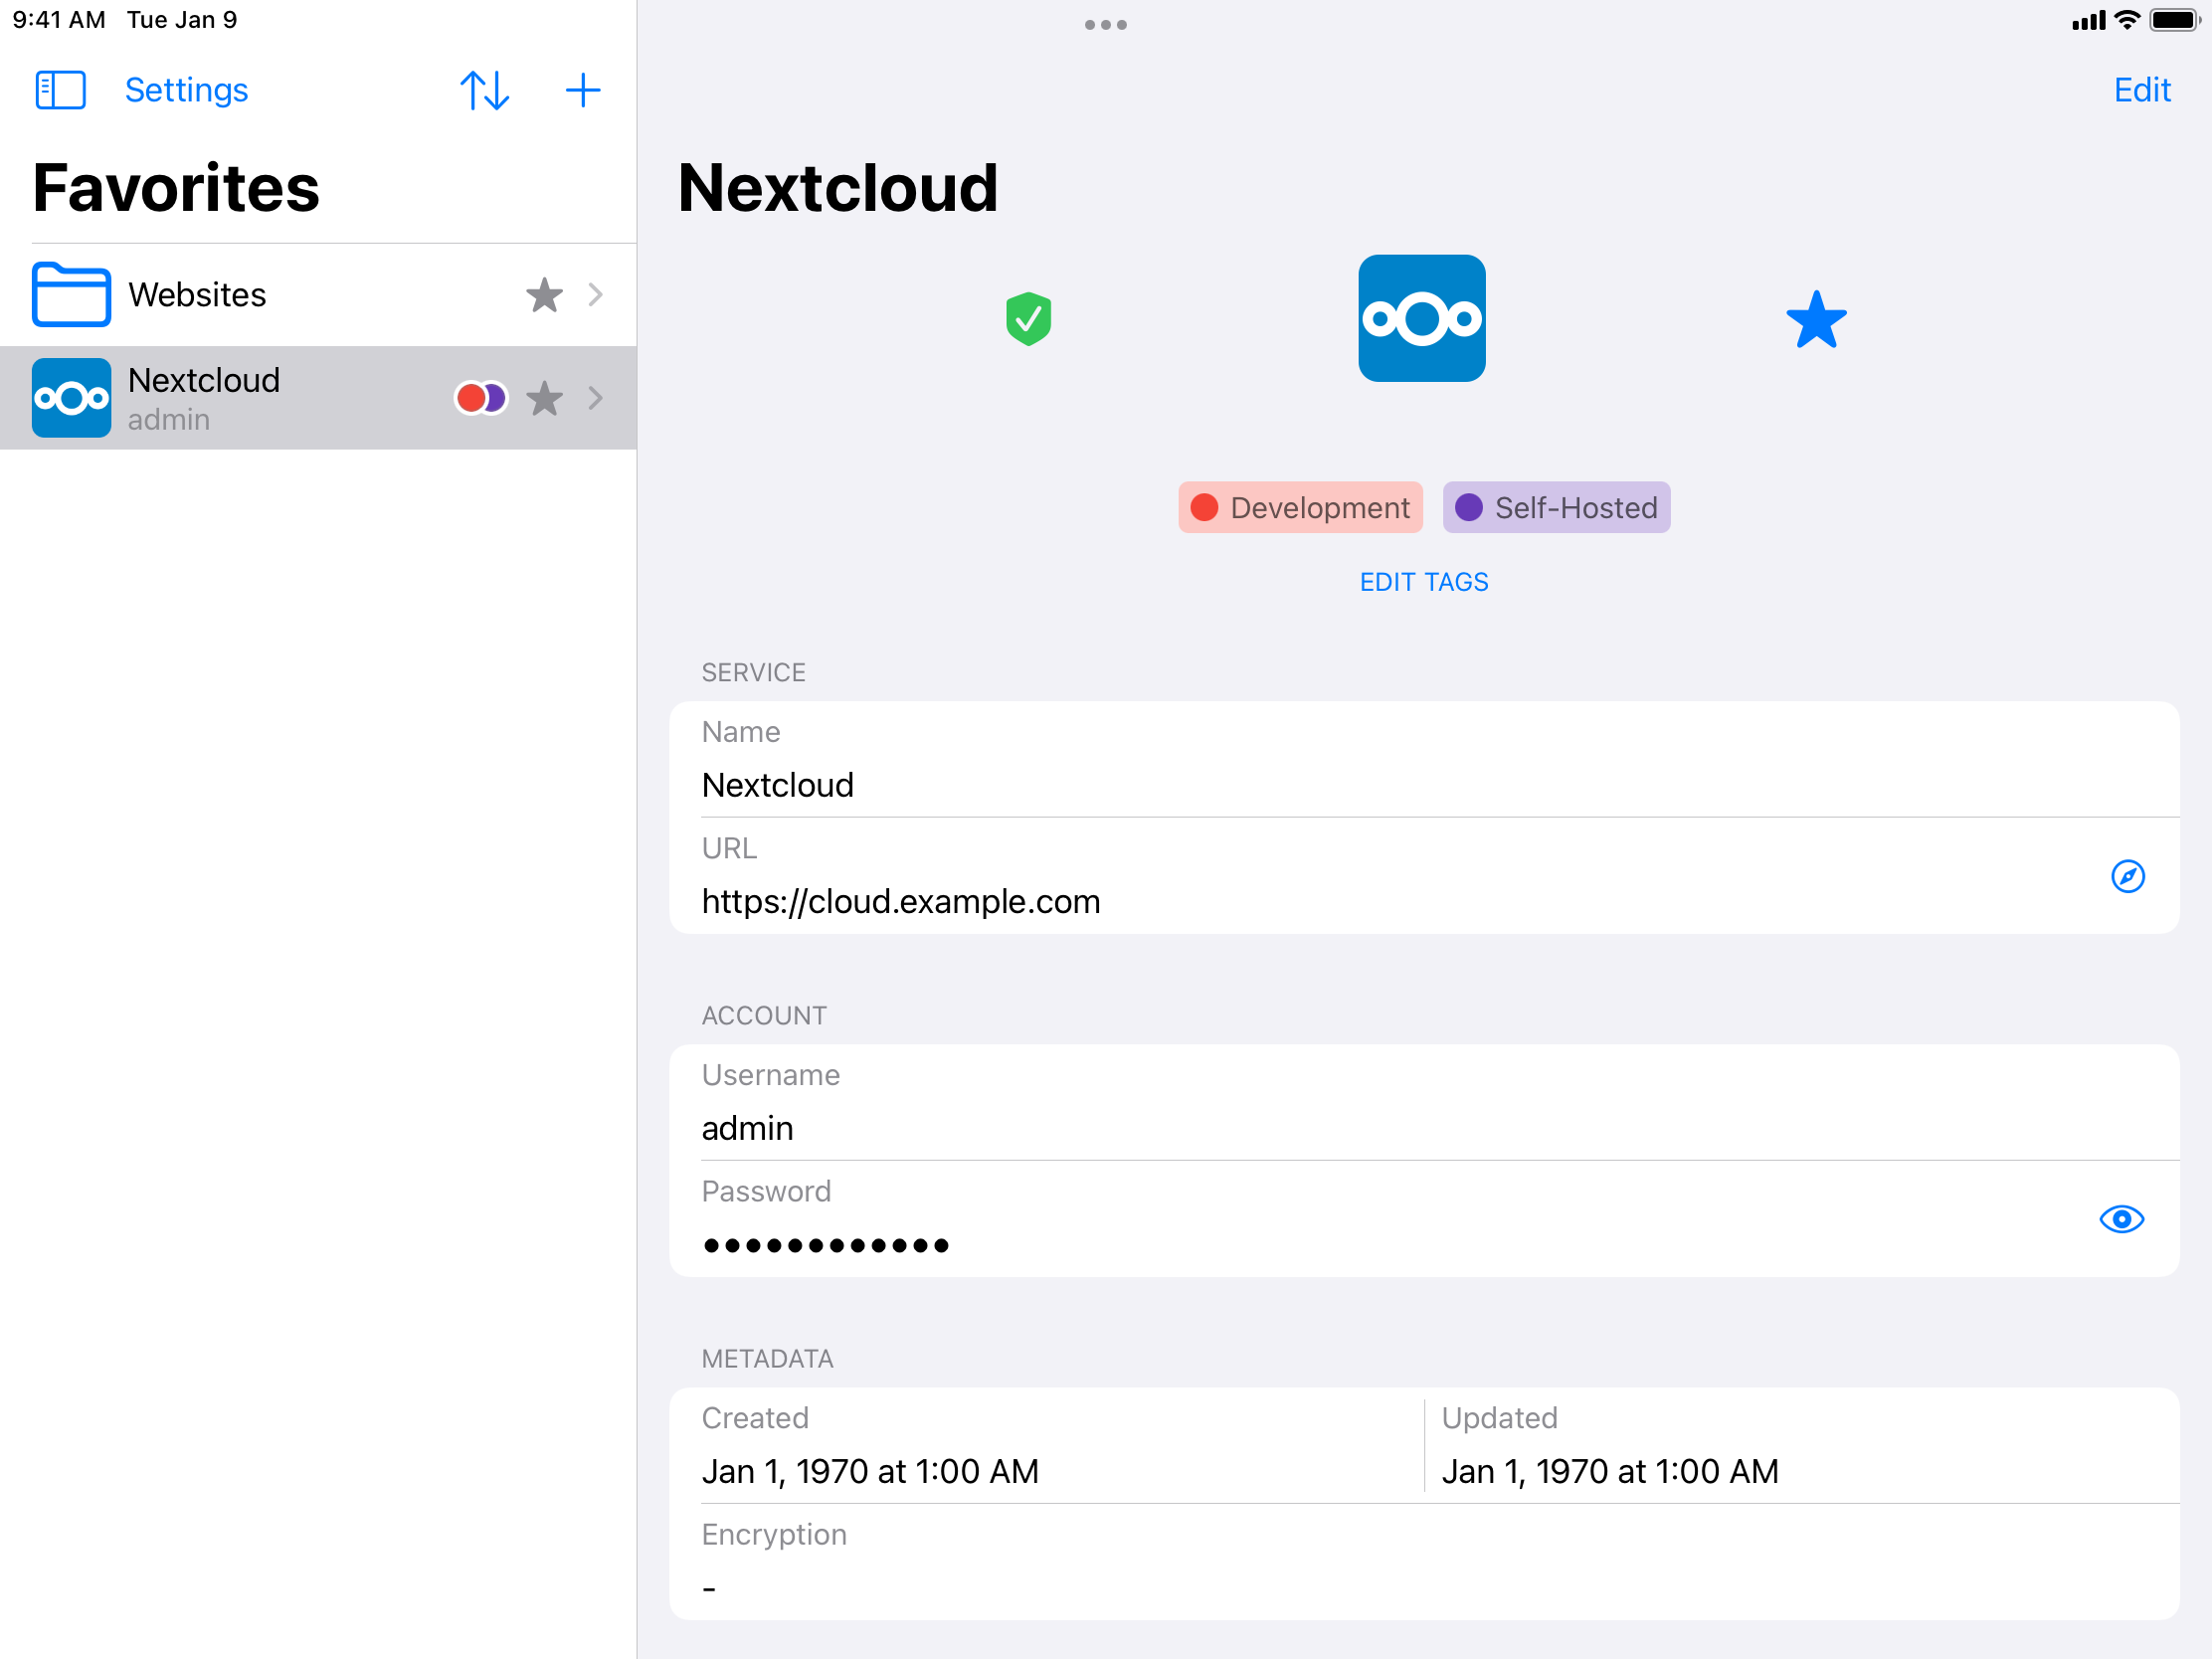 9:41 AM Tue Jan 9
Settings
Edit
Favorites
Websites
Nextcloud
admin
Nextcloud
Development
Self-Hosted
EDIT TAGS
SERVICE
Name
Nextcloud
URL
https://cloud.example.com
ACCOUNT
Username
admin
Password
••••••••••••
METADATA
Created
Jan 1, 1970 at 1:00 AM
Updated
Jan 1, 1970 at 1:00 AM
Encryption
-